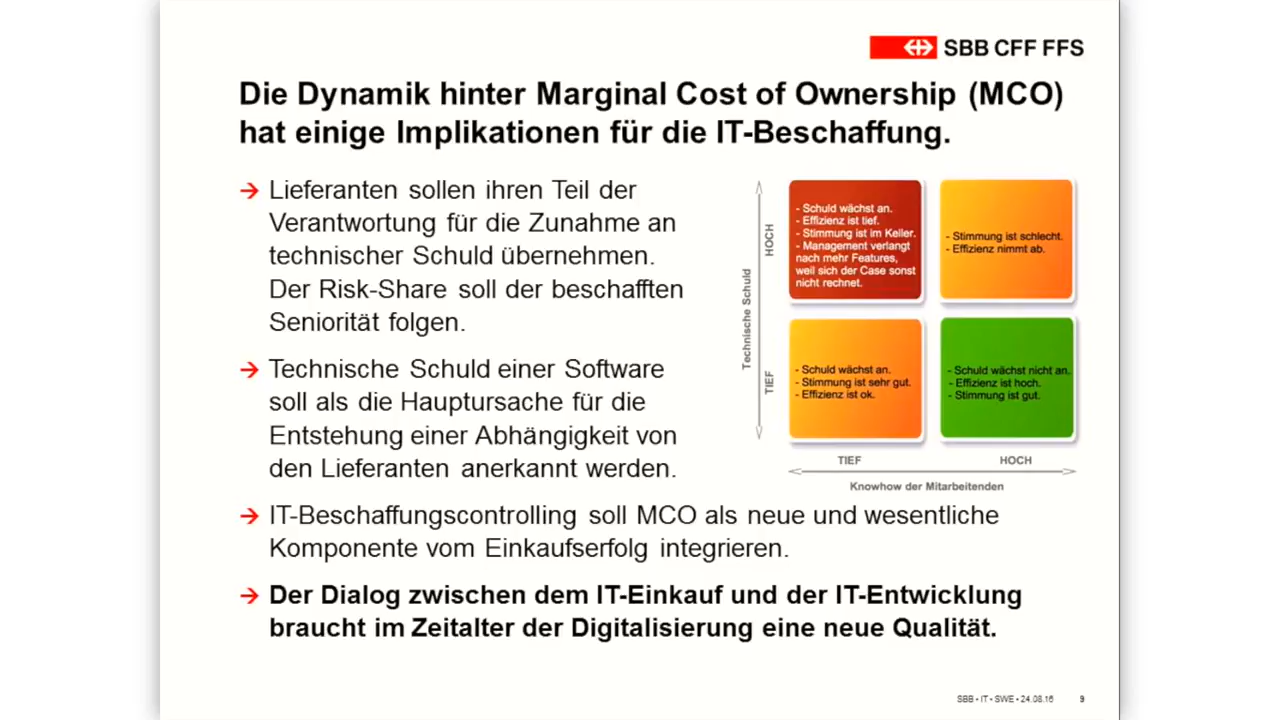 SBB CFF FFS
Die Dynamik hinter Marginal Cost of Ownership (MCO)
hat einige Implikationen für die IT-Beschaffung.
→ Lieferanten sollen ihren Teil der
Verantwortung für die Zunahme an
technischer Schuld übernehmen.
Der Risk-Share soll der beschafften
Seniorität folgen.
→ Technische Schuld einer Software
soll als die Hauptursache für die
Entstehung einer Abhängigkeit von
den Lieferanten anerkannt werden.
→ IT-Beschaffungscontrolling soll MCO als neue und wesentliche
Komponente vom Einkaufserfolg integrieren.
→ Der Dialog zwischen dem IT-Einkauf und der IT-Entwicklung
braucht im Zeitalter der Digitalisierung eine neue Qualität.
Technische Schuld
HOCH
TIEF
- Schuld wächst an.
- Effizienz ist tief.
- Stimmung ist im Keller.
- Management verlangt
nach mehr Features,
weil sich der Case sonst
nicht rechnet.
- Stimmung ist schlecht.
- Effizienz nimmt ab.
- Schuld wächst an.
- Stimmung ist sehr gut.
- Effizienz ist ok.
- Schuld wächst nicht an.
- Effizienz ist hoch.
- Stimmung ist gut.
TIEF
HOCH
Knowhow der Mitarbeitenden
SBB • IT • SWE • 24.08.16
9